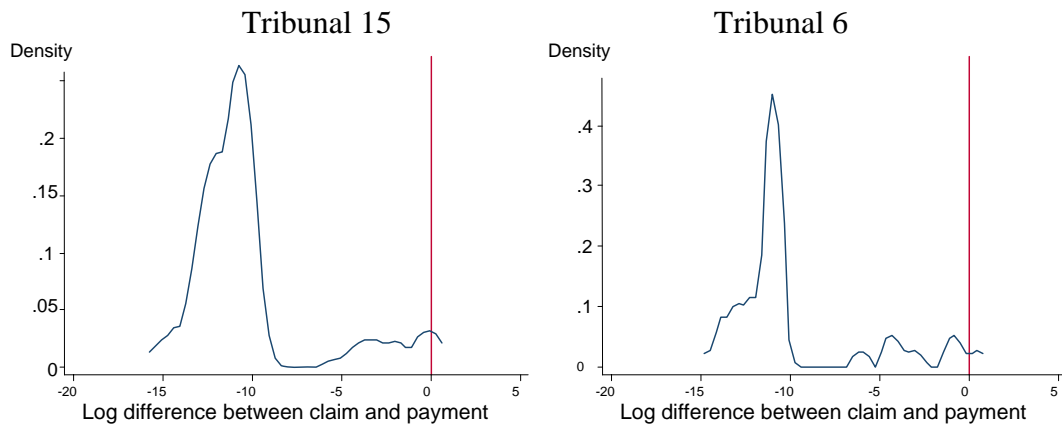 Tribunal 15
Density
.2
.15
.1
.05
0
-20 -15 -10 -5 0 5
Log difference between claim and payment
Tribunal 6
Density
.4
.3
.2
.1
0
-20 -15 -10 -5 0 5
Log difference between claim and payment